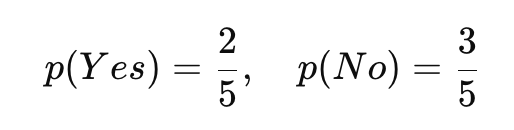 p(Yes) = 2/5, p(No) = 3/5